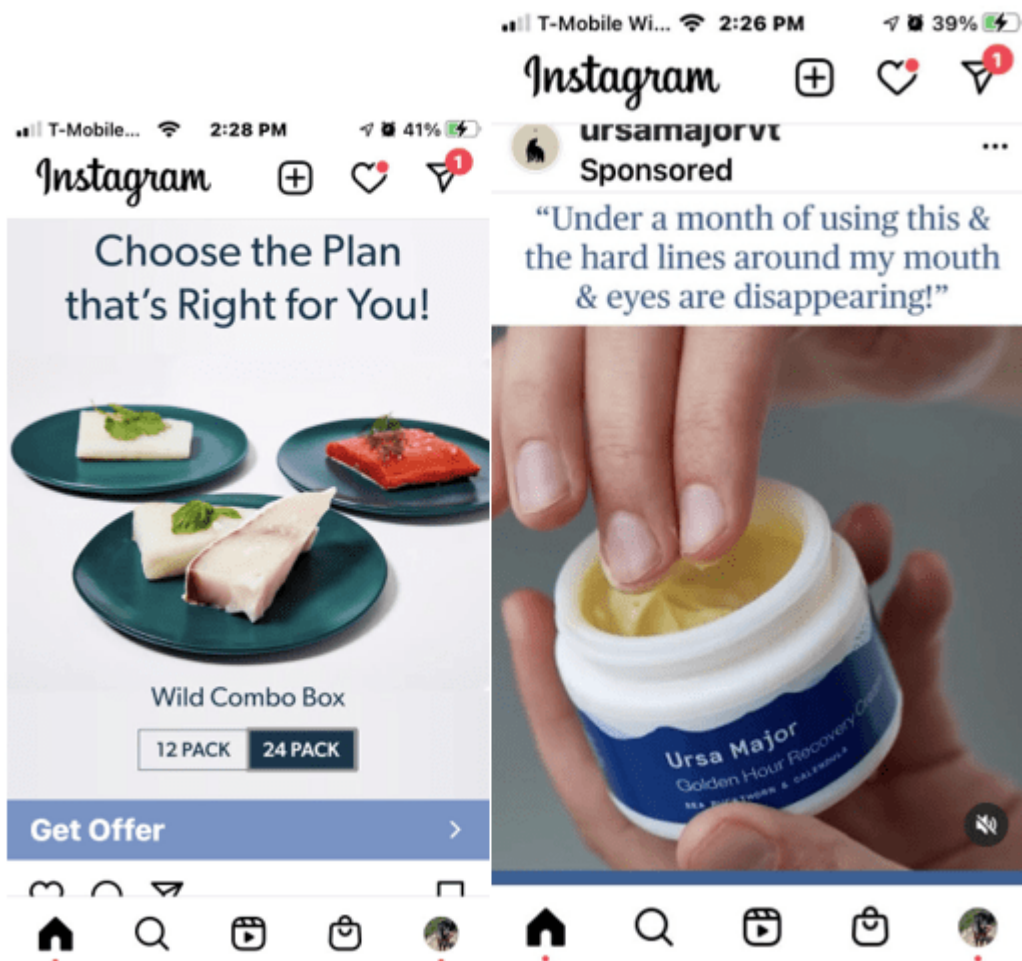 T-Mobile...
2:28 PM
41%
Instagram
1
Choose the Plan
that's Right for You!
Wild Combo Box
12 PACK
24 PACK
Get Offer
T-Mobile Wi...
2:26 PM
39%
Instagram
1
ursamajorvt
Sponsored
“Under a month of using this &
the hard lines around my mouth
& eyes are disappearing!”
Ursa Major
Golden Hour Recovery Cream
SEA BUCKTHORN & CALENDULA